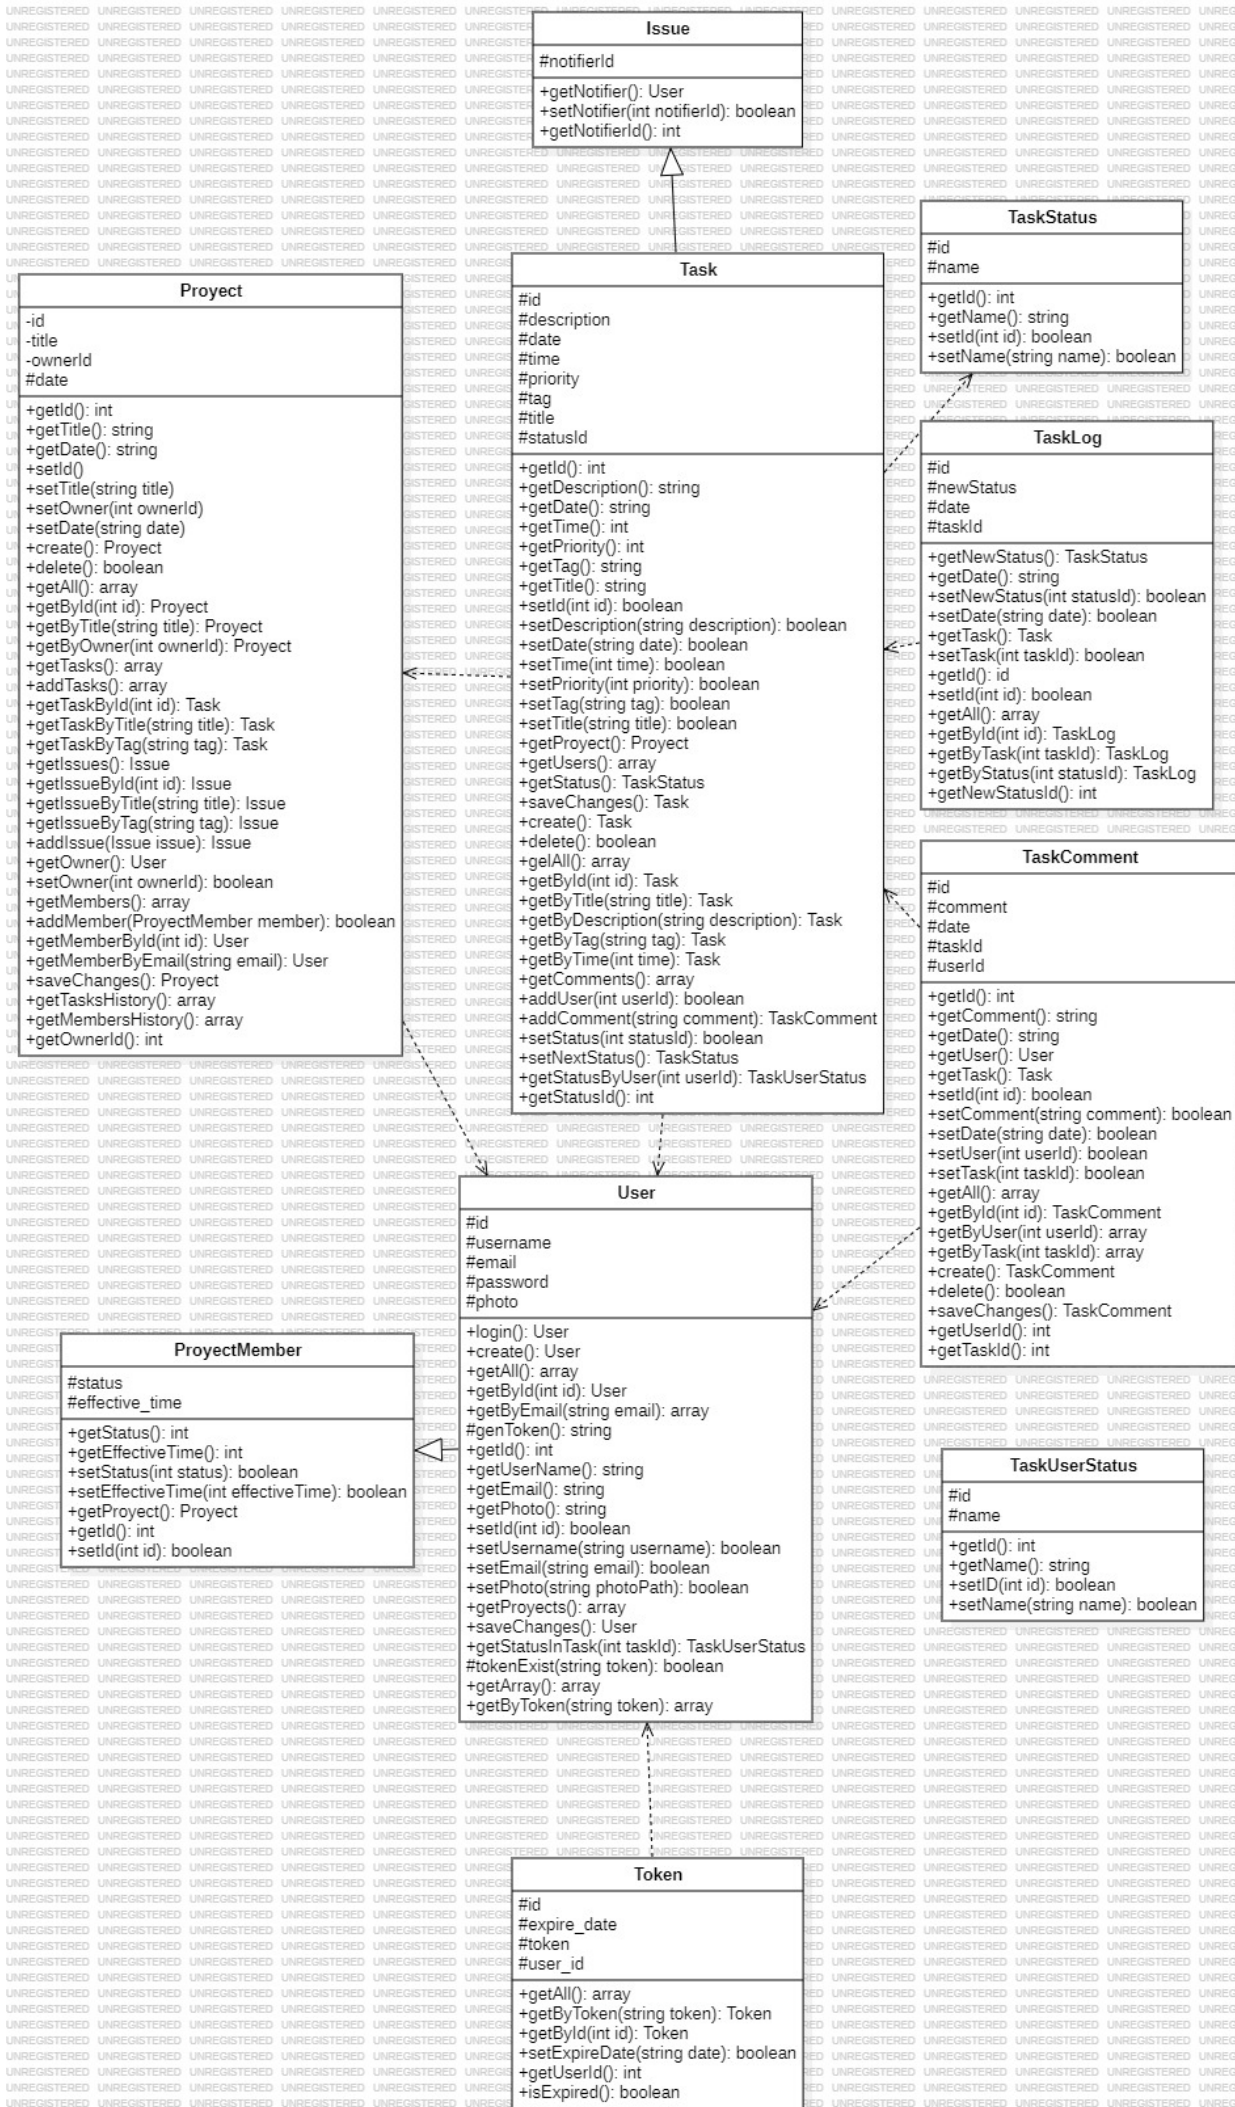 Issue
#notifierId
+getNotifier(): User
+setNotifier(int notifierId): boolean
+getNotifierId(): int
TaskStatus
#id
#name
+getId(): int
+getName(): string
+setId(int id): boolean
+setName(string name): boolean
Proyect
-id
-title
-ownerId
#date
+getId(): int
+getTitle(): string
+getDate(): string
+setId()
+setTitle(string title)
+setOwner(int ownerId)
+setDate(string date)
+create(): Proyect
+delete(): boolean
+getAll(): array
+getById(int id): Proyect
+getByTitle(string title): Proyect
+getByOwner(int ownerId): Proyect
+getTasks(): array
+addTasks(): array
+getTaskById(int id): Task
+getTaskByTitle(string title): Task
+getTaskByTag(string tag): Task
+getIssues(): Issue
+getIssueById(int id): Issue
+getIssueByTitle(string title): Issue
+getIssueByTag(string tag): Issue
+addIssue(Issue issue): Issue
+getOwner(): User
+setOwner(int ownerId): boolean
+getMembers(): array
+addMember(ProyectMember member): boolean
+getMemberById(int id): User
+getMemberByEmail(string email): User
+saveChanges(): Proyect
+getTasksHistory(): array
+getMembersHistory(): array
+getOwnerId(): int
Task
#id
#description
#date
#time
#priority
#tag
#title
#statusId
+getId(): int
+getDescription(): string
+getDate(): string
+getTime(): int
+getPriority(): int
+getTag(): string
+getTitle(): string
+setId(int id): boolean
+setDescription(string description): boolean
+setDate(string date): boolean
+setTime(int time): boolean
+setPriority(int priority): boolean
+setTag(string tag): boolean
+setTitle(string title): boolean
+getProyect(): Proyect
+getUsers(): array
+getStatus(): TaskStatus
+saveChanges(): Task
+create(): Task
+delete(): boolean
+gelAll(): array
+getById(int id): Task
+getByTitle(string title): Task
+getByDescription(string description): Task
+getByTag(string tag): Task
+getByTime(int time): Task
+getComments(): array
+addUser(int userId): boolean
+addComment(string comment): TaskComment
+setStatus(int statusId): boolean
+setNextStatus(): TaskStatus
+getStatusByUser(int userId): TaskUserStatus
+getStatusId(): int
TaskLog
#id
#newStatus
#date
#taskId
+getNewStatus(): TaskStatus
+getDate(): string
+setNewStatus(int statusId): boolean
+setDate(string date): boolean
+getTask(): Task
+setTask(int taskId): boolean
+getId(): id
+setId(int id): boolean
+getAll(): array
+getById(int id): TaskLog
+getByTask(int taskId): TaskLog
+getByStatus(int statusId): TaskLog
+getNewStatusId(): int
TaskComment
#id
#comment
#date
#taskId
#userId
+getId(): int
+getComment(): string
+getDate(): string
+getUser(): User
+getTask(): Task
+setId(int id): boolean
+setComment(string comment): boolean
+setDate(string date): boolean
+setUser(int userId): boolean
+setTask(int taskId): boolean
+getAll(): array
+getById(int id): TaskComment
+getByUser(int userId): array
+getByTask(int taskId): array
+create(): TaskComment
+delete(): boolean
+saveChanges(): TaskComment
+getUserId(): int
+getTaskId(): int
User
#id
#username
#email
#password
#photo
+login(): User
+create(): User
+getAll(): array
+getById(int id): User
+getByEmail(string email): array
#genToken(): string
+getId(): int
+getUserName(): string
+getEmail(): string
+getPhoto(): string
+setId(int id): boolean
+setUsername(string username): boolean
+setEmail(string email): boolean
+setPhoto(string photoPath): boolean
+getProyects(): array
+saveChanges(): User
+getStatusInTask(int taskId): TaskUserStatus
#tokenExist(string token): boolean
+getArray(): array
+getByToken(string token): array
ProyectMember
#status
#effective_time
+getStatus(): int
+getEffectiveTime(): int
+setStatus(int status): boolean
+setEffectiveTime(int effectiveTime): boolean
+getProyect(): Proyect
+getId(): int
+setId(int id): boolean
TaskUserStatus
#id
#name
+getId(): int
+getName(): string
+setID(int id): boolean
+setName(string name): boolean
Token
#id
#expire_date
#token
#user_id
+getAll(): array
+getByToken(string token): Token
+getById(int id): Token
+setExpireDate(string date): boolean
+getUserId(): int
+isExpired(): boolean
UNREGISTERED